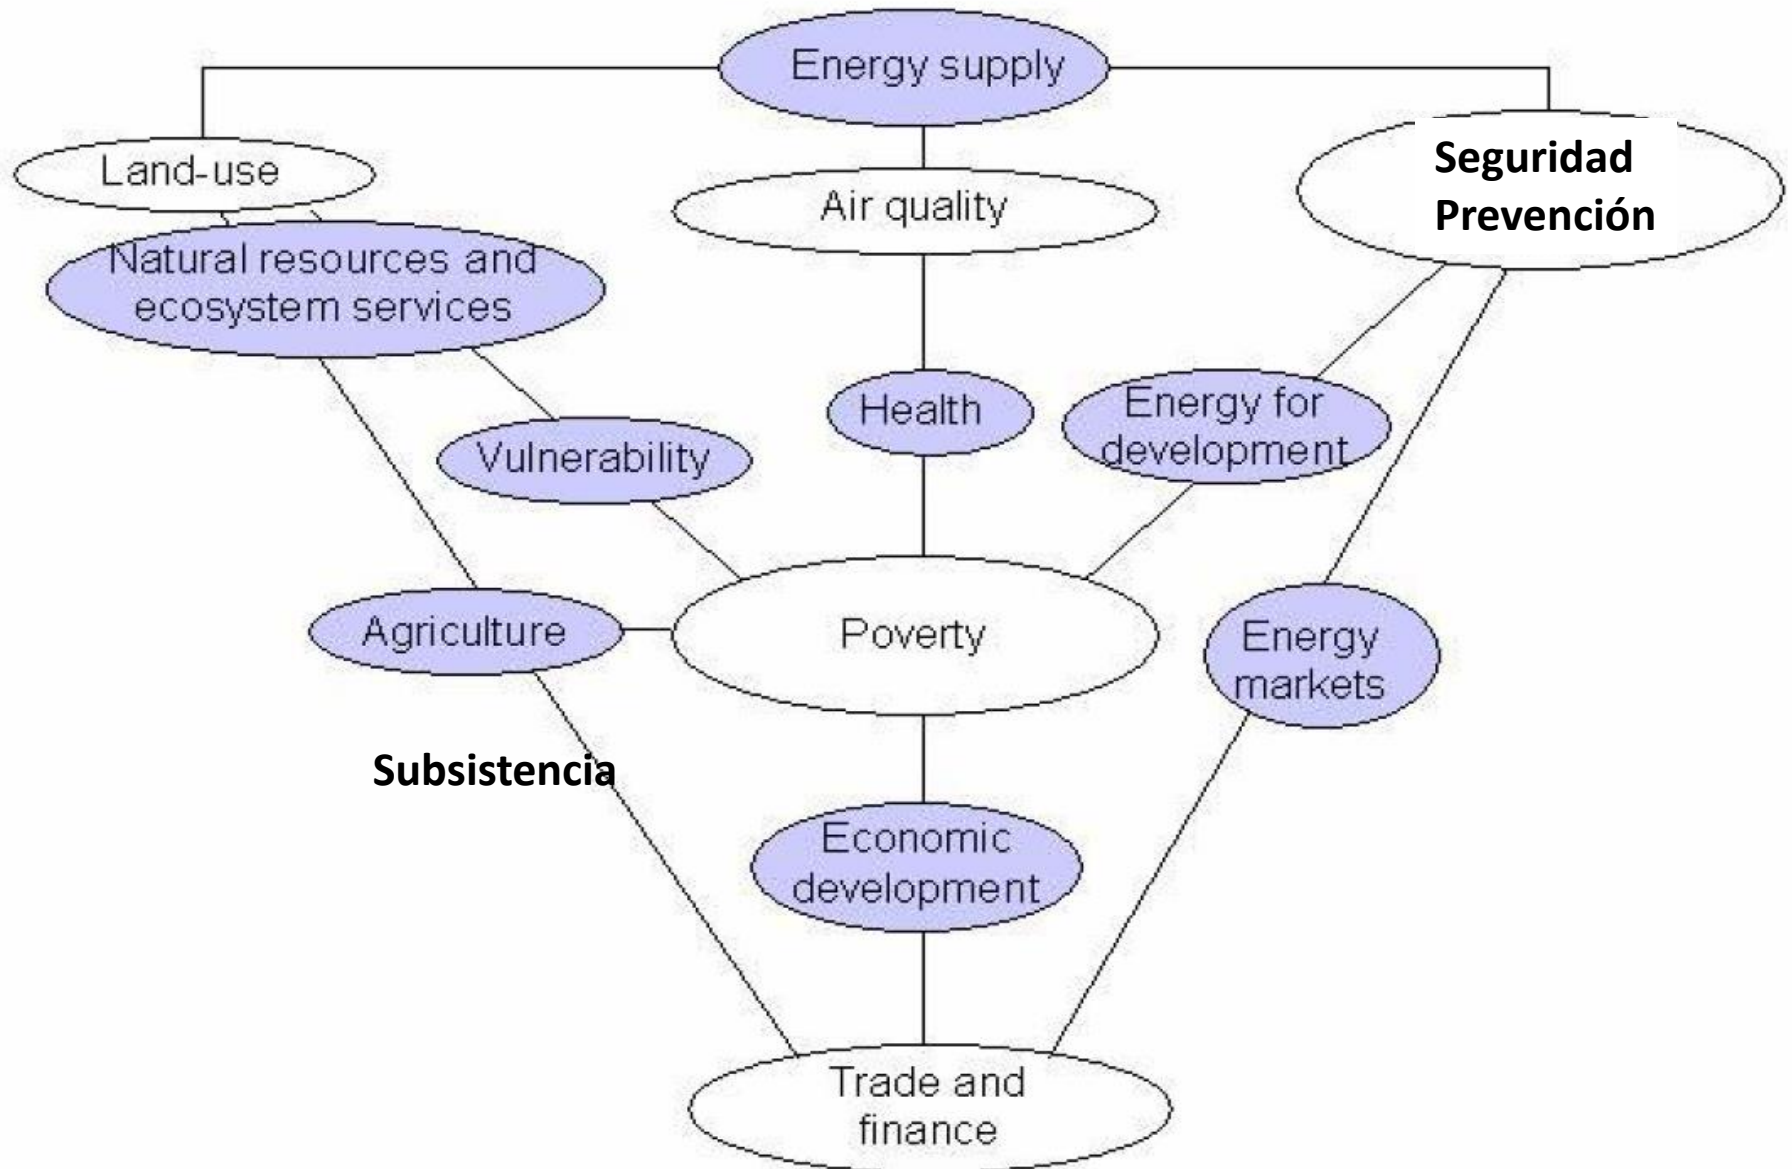 Energy supply
Land-use
Air quality
Seguridad
Prevención
Natural resources and
ecosystem services
Health
Energy for
development
Vulnerability
Agriculture
Poverty
Energy
markets
Subsistencia
Economic
development
Trade and
finance